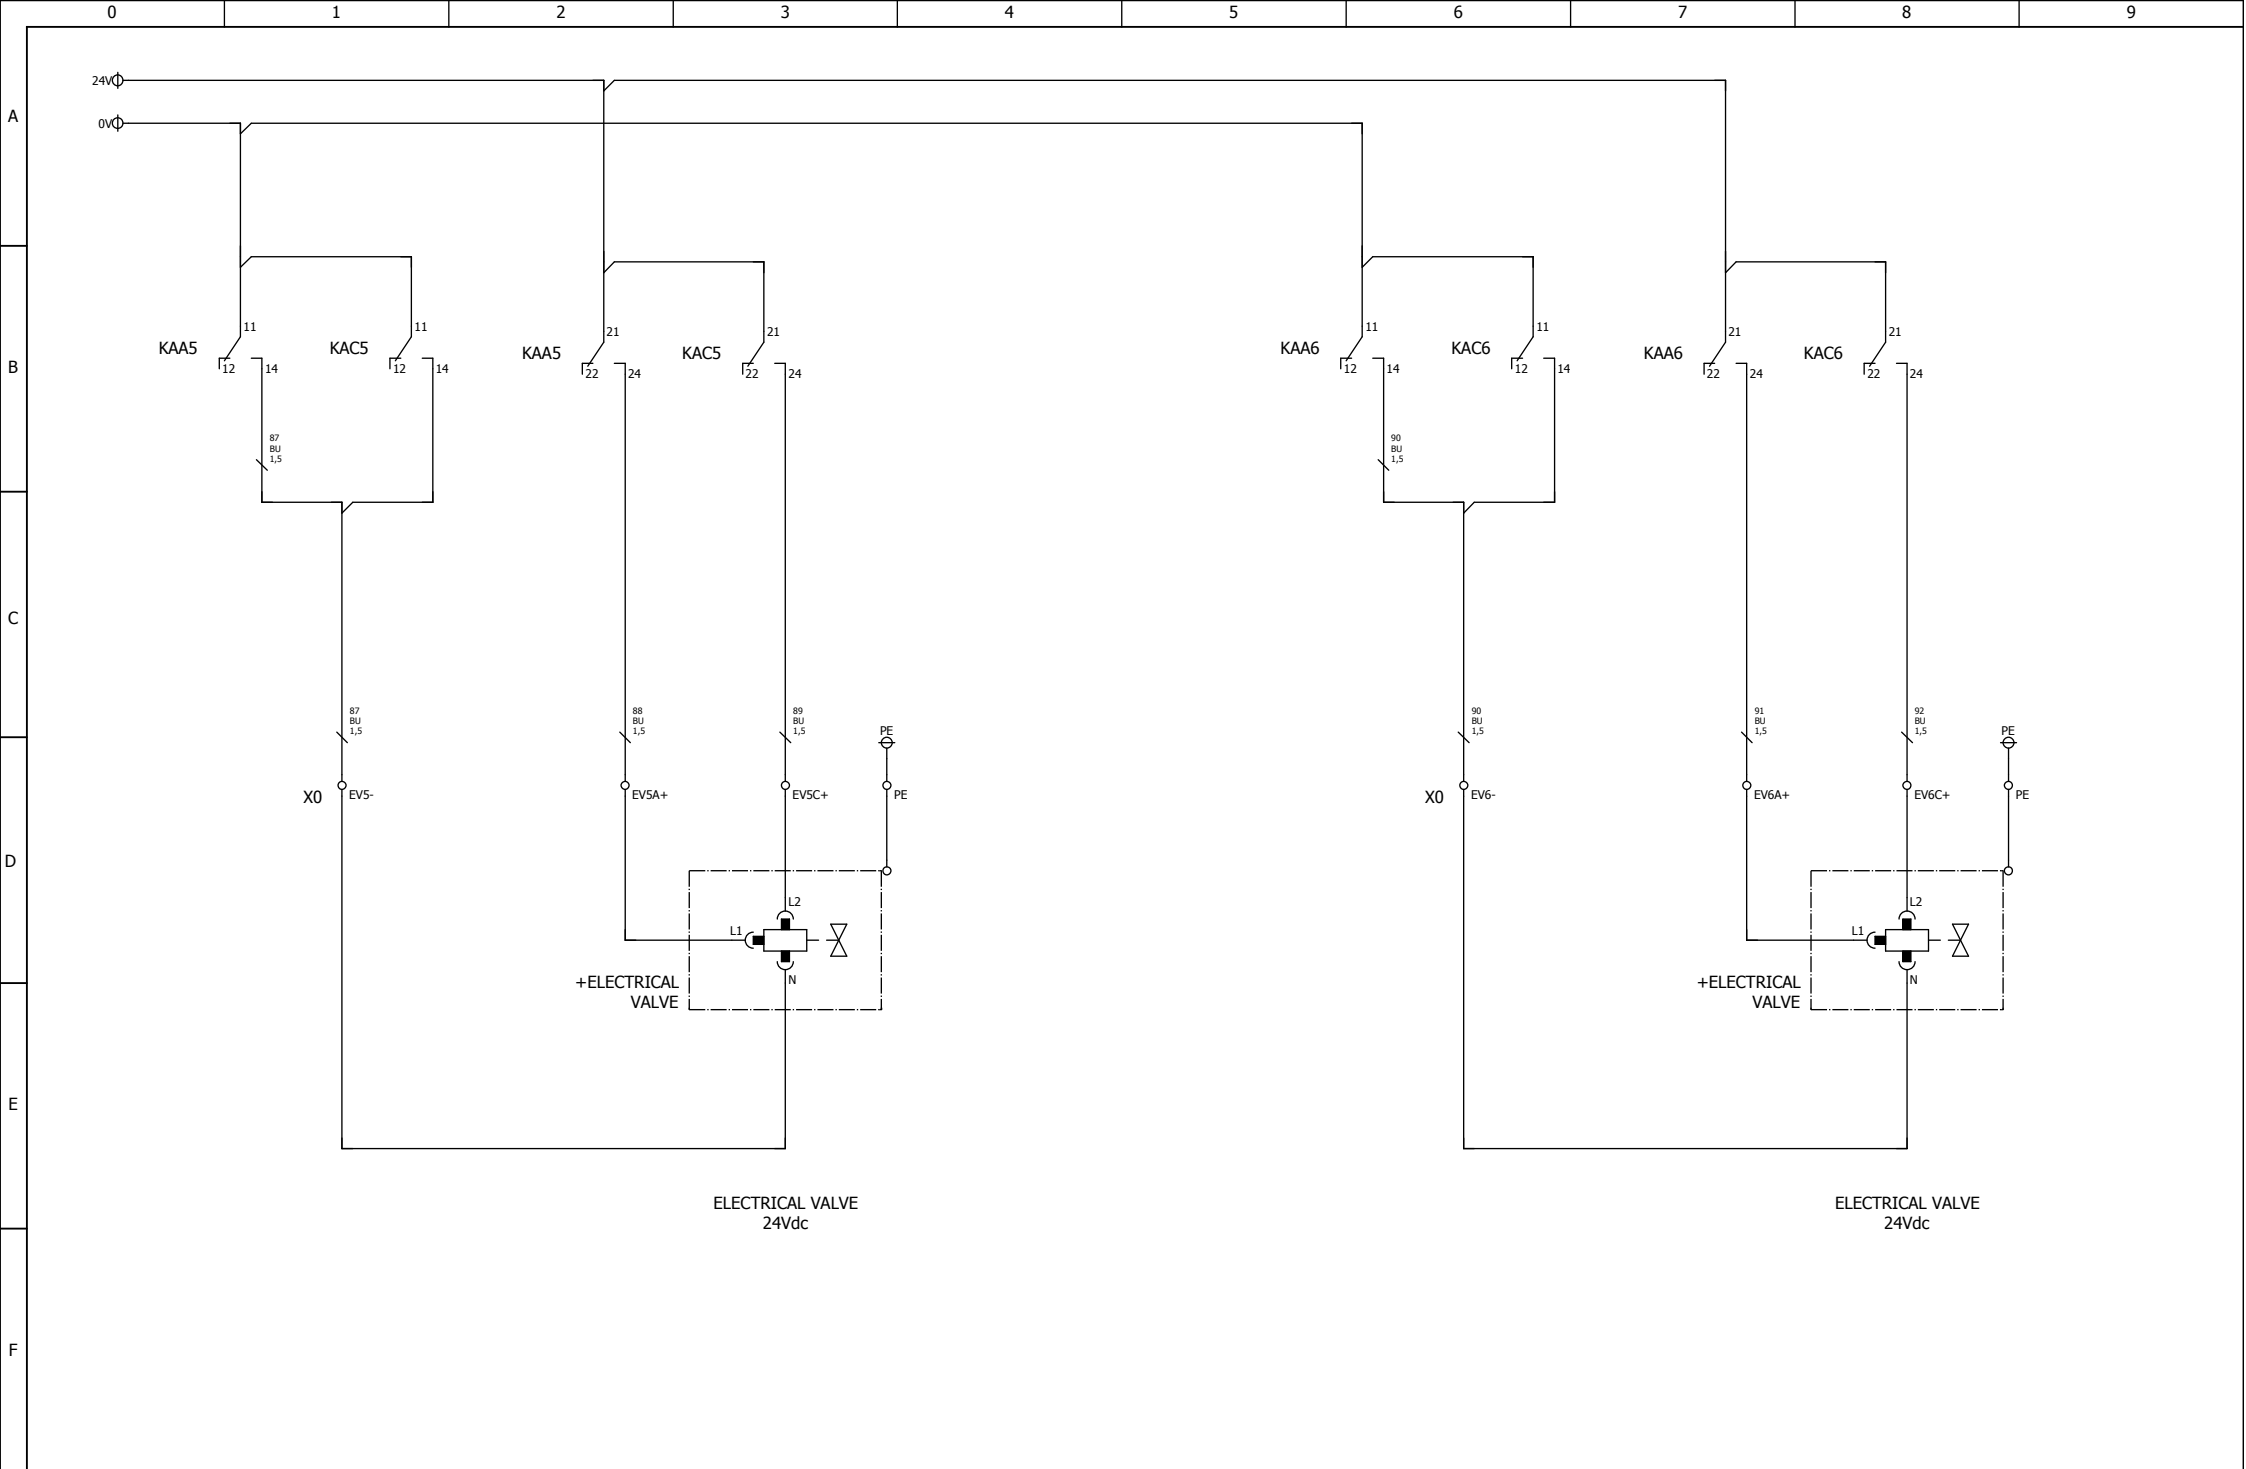 0 1 2 3 4 5 6 7 8 9
A
24V
0V
B
11 11 21 21 11 11 21 21
KAA5 KAC5 KAA5 KAC5 KAA6 KAC6 KAA6 KAC6
12 14 12 14 22 24 22 24 12 14 12 14 22 24 22 24
87 90
BU BU
1,5 1,5
C
87 88 89 90 91 92
BU BU BU BU BU BU
1,5 1,5 1,5 1,5 1,5 1,5
PE PE
X0 EV5- EV5A+ EV5C+ PE X0 EV6- EV6A+ EV6C+ PE
D
L2 L2
L1 L1
N N
+ELECTRICAL +ELECTRICAL
VALVE VALVE
E
ELECTRICAL VALVE ELECTRICAL VALVE
24Vdc 24Vdc
F